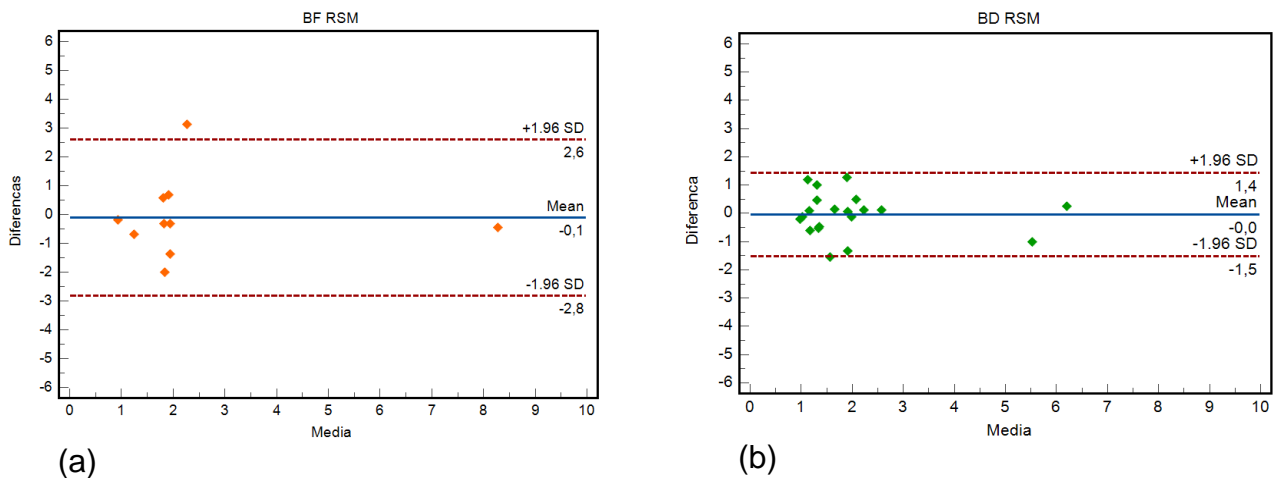 BF RSM
6
5
4
3
2
1
0
-1
-2
-3
-4
-5
-6
Diferencas
+1.96 SD
2,6
Mean
-0,1
-1.96 SD
-2,8
0 1 2 3 4 5 6 7 8 9 10
Media
(a)
BD RSM
6
5
4
3
2
1
0
-1
-2
-3
-4
-5
-6
Diferenca
+1.96 SD
1,4
Mean
-0,0
-1.96 SD
-1,5
0 1 2 3 4 5 6 7 8 9 10
Media
(b)